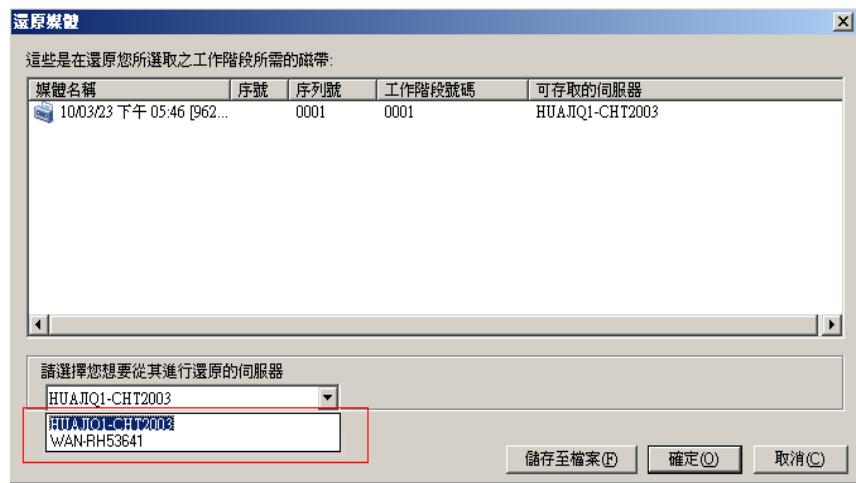 還原媒體
這些是在還原您所選取之工作階段所需的磁帶:
媒體名稱 序號 序列號 工作階段號碼 可存取的伺服器
10/03/23 下午 05:46 [962... 0001 0001 HUAJIQ1-CHT2003
請選擇您想要從其進行還原的伺服器
HUAJIQ1-CHT2003
HUAJIQ1-CHT2003
WAN-RH53641
儲存至檔案(F) 確定(O) 取消(C)